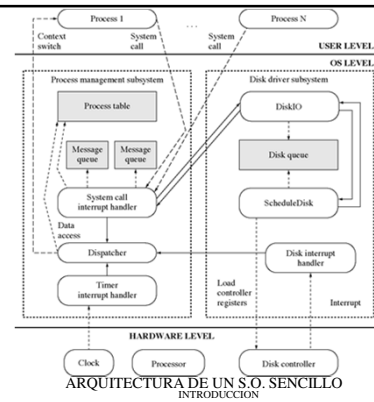 Process 1
. . .
Process N
Context
switch
System
call
System
call
USER LEVEL
OS LEVEL
Process management subsystem
Disk driver subsystem
Process table
DiskIO
Message
queue
Message
queue
Disk queue
System call
interrupt handler
ScheduleDisk
Data
access
Dispatcher
Disk interrupt
handler
Timer
interrupt handler
Load
controller
registers
Interrupt
HARDWARE LEVEL
Clock
Processor
Disk controller
ARQUITECTURA DE UN S.O. SENCILLO
INTRODUCCION